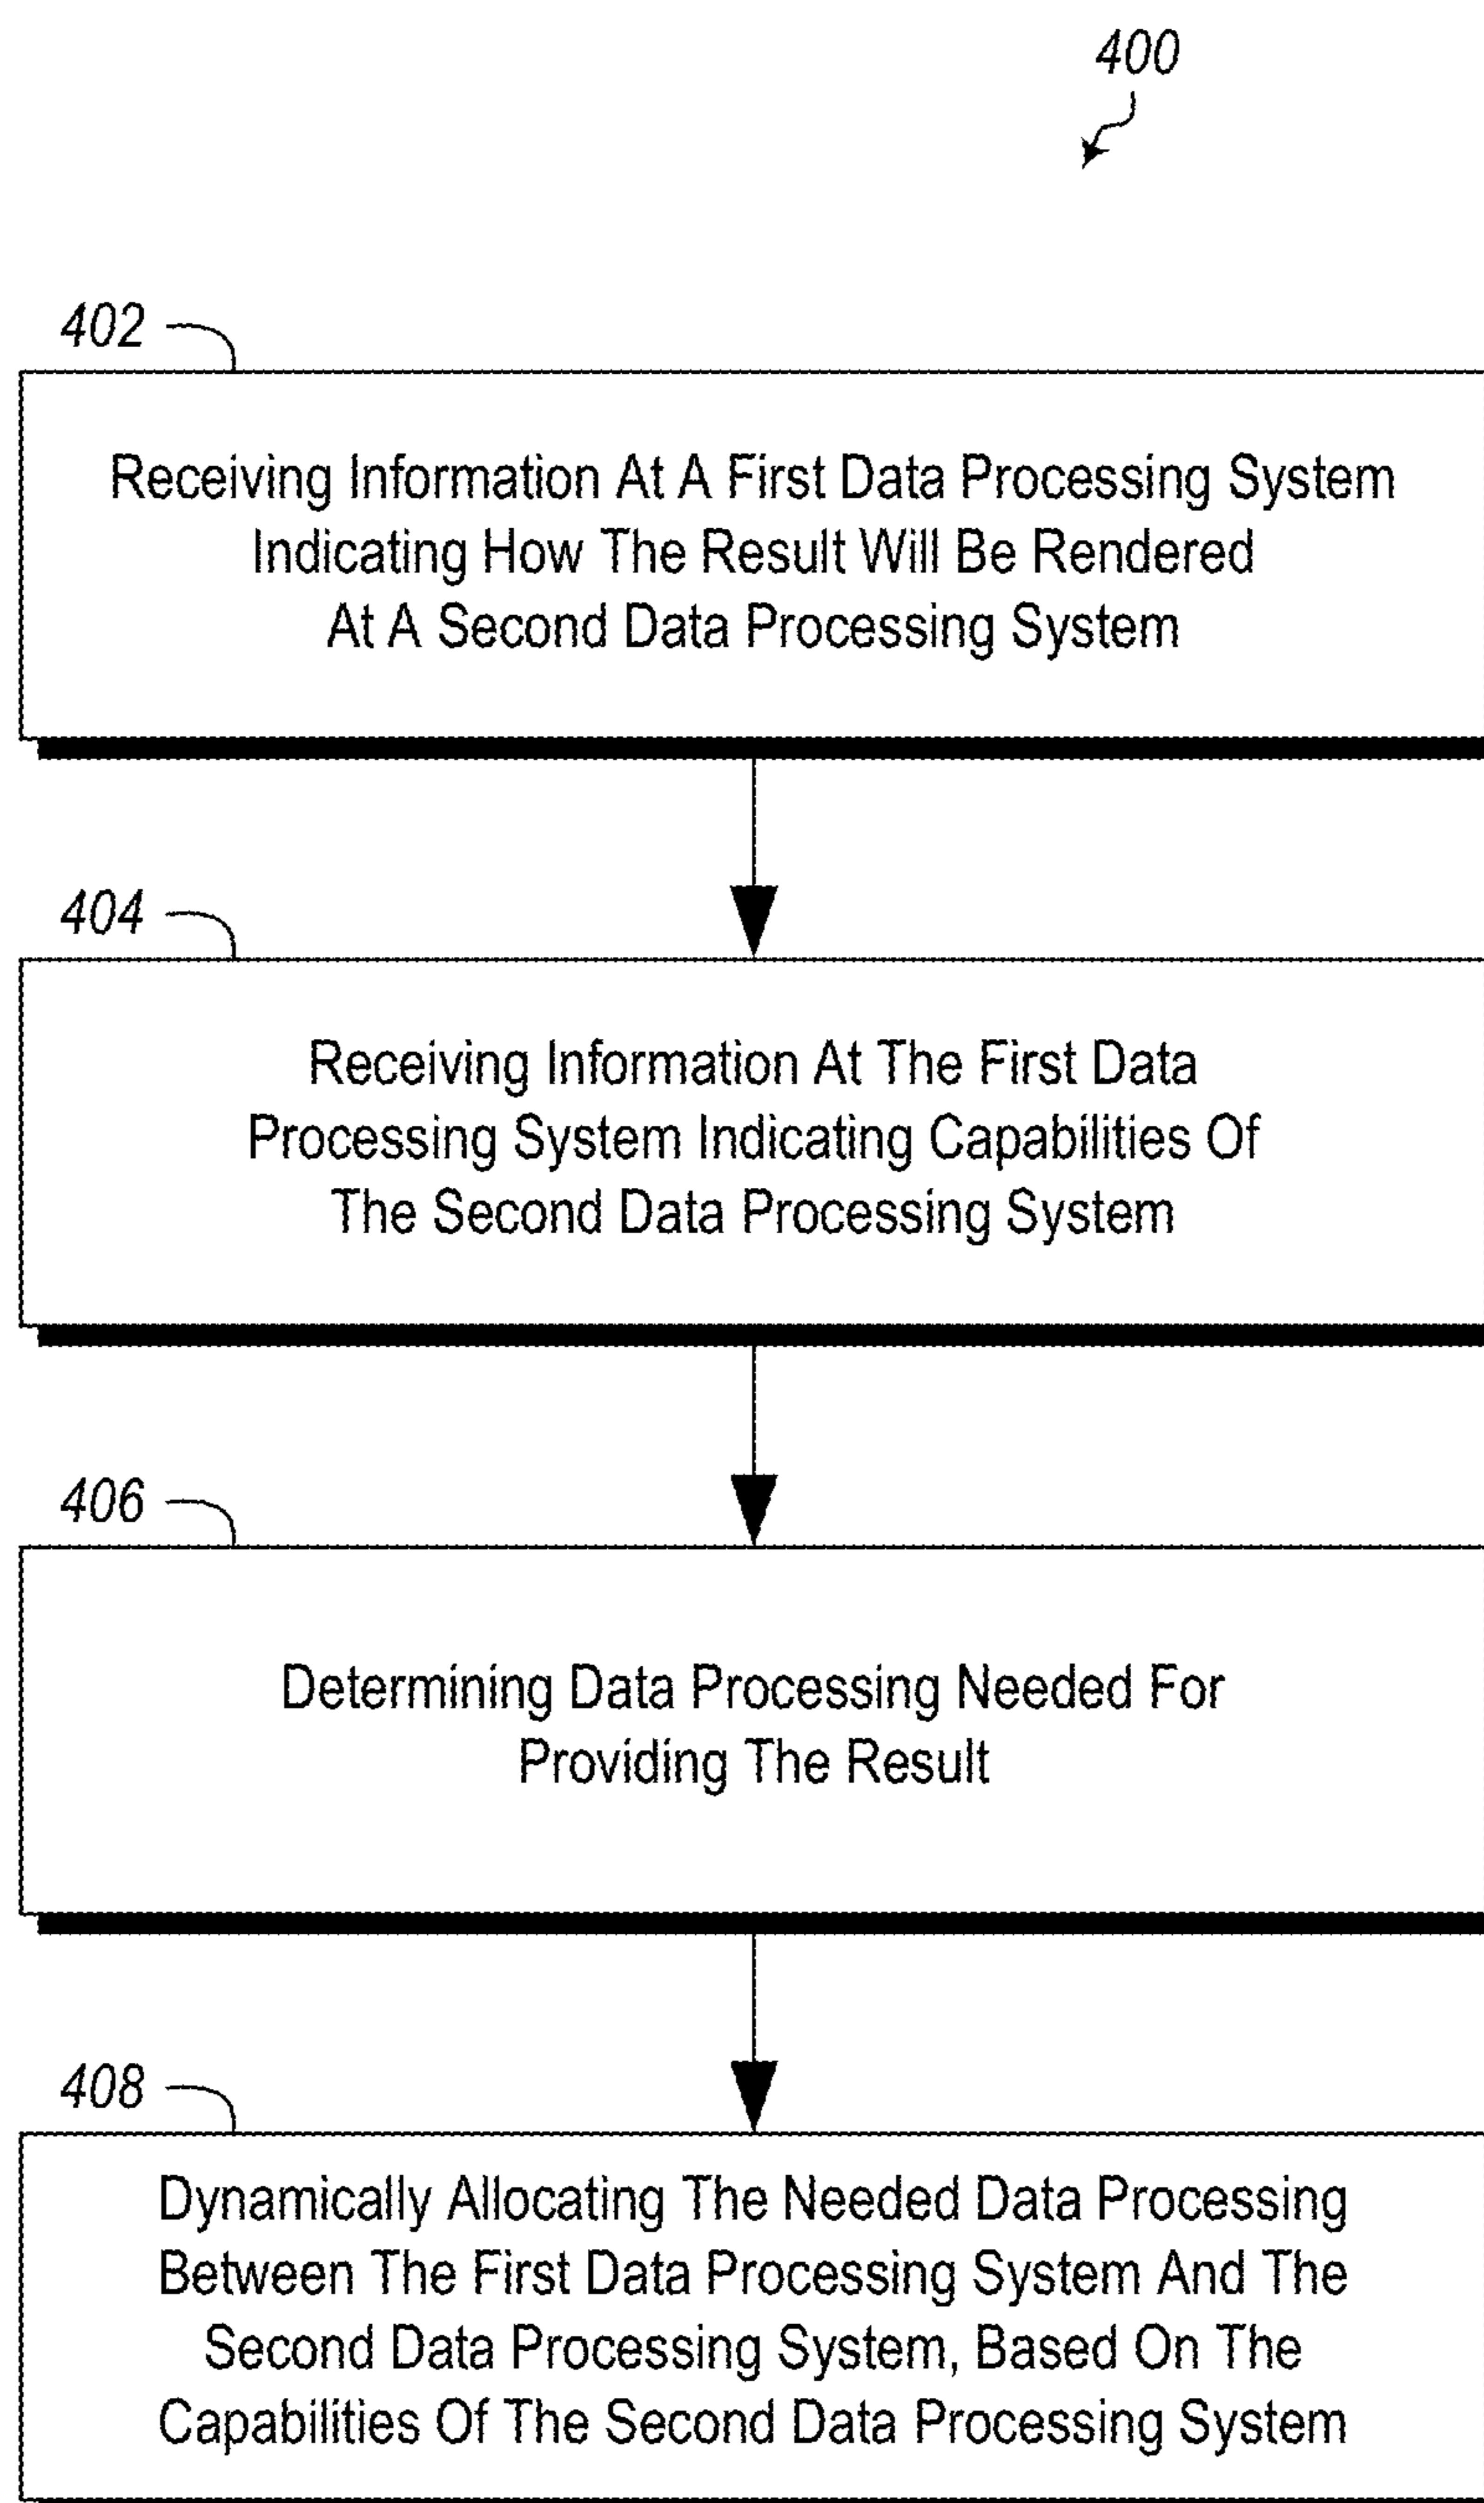 400
402
Receiving Information At A First Data Processing System
Indicating How The Result Will Be Rendered
At A Second Data Processing System
404
Receiving Information At The First Data
Processing System Indicating Capabilities Of
The Second Data Processing System
406
Determining Data Processing Needed For
Providing The Result
408
Dynamically Allocating The Needed Data Processing
Between The First Data Processing System And The
Second Data Processing System, Based On The
Capabilities Of The Second Data Processing System